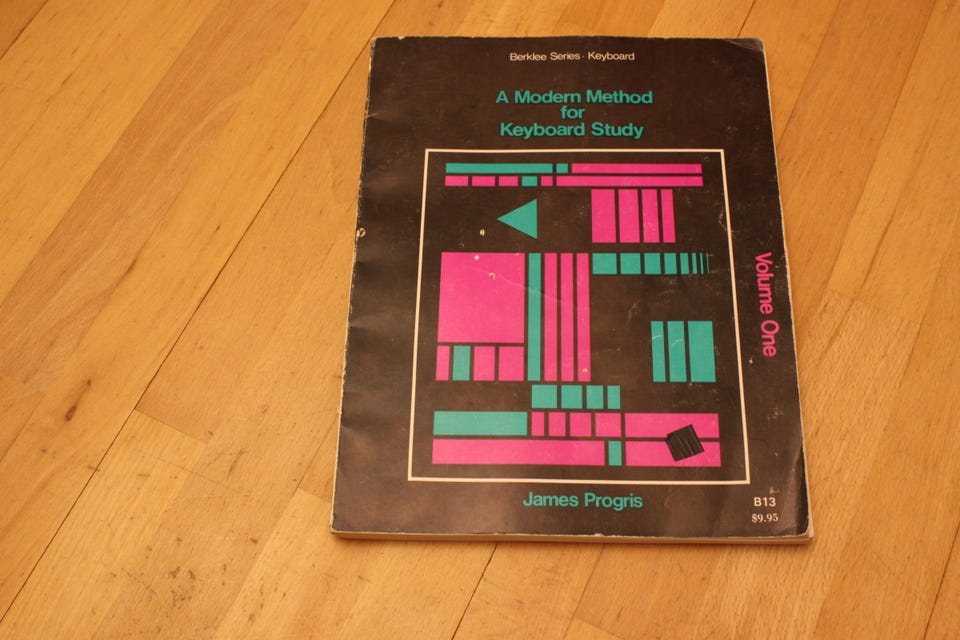 Berklee Series · Keyboard
A Modern Method
for
Keyboard Study
Volume One
James Progris
B13
$9.95